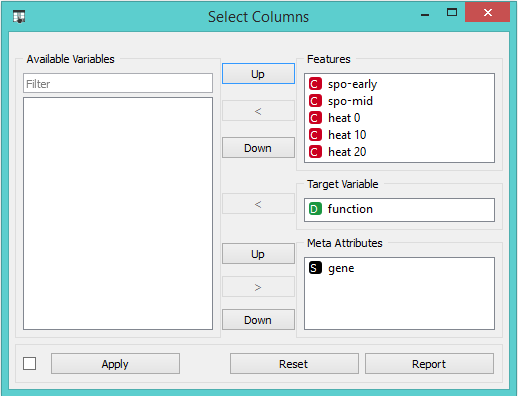 Select Columns
Available Variables
Filter
Up
<
Down
<
Up
>
Down
Features
C spo-early
C spo-mid
C heat 0
C heat 10
C heat 20
Target Variable
D function
Meta Attributes
S gene
Apply
Reset
Report